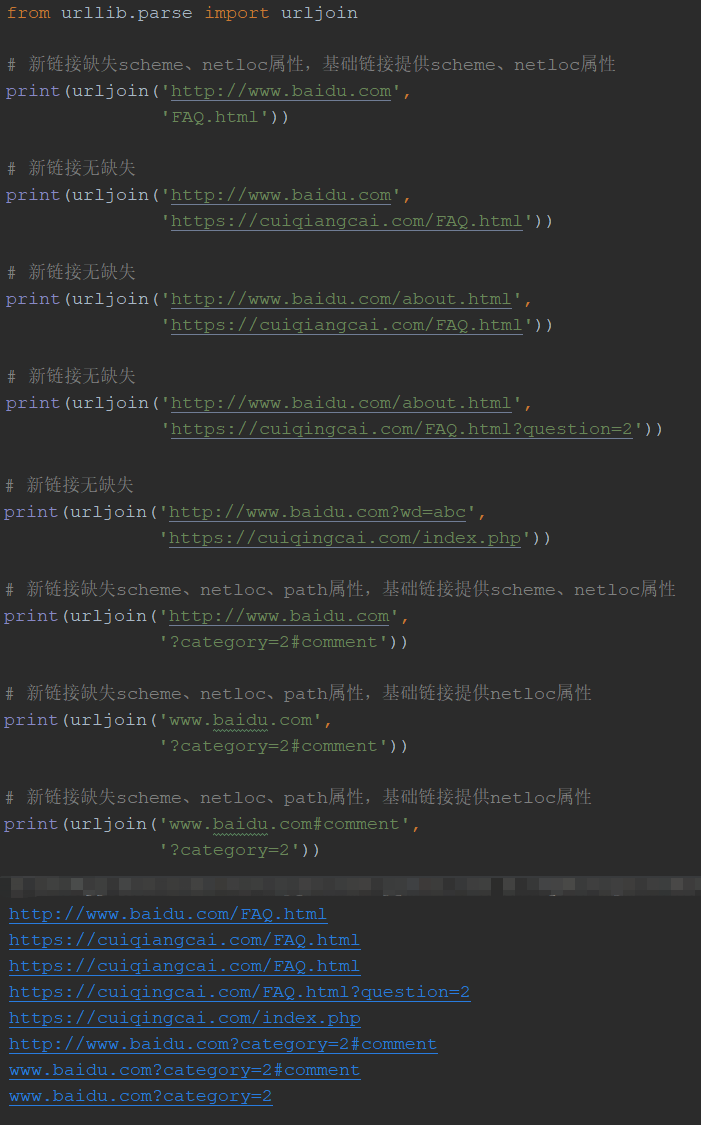 from urllib.parse import urljoin
# 新链接缺失scheme、netloc属性，基础链接提供scheme、netloc属性
print(urljoin('http://www.baidu.com',
'FAQ.html'))
# 新链接无缺失
print(urljoin('http://www.baidu.com',
'https://cuiqiangcai.com/FAQ.html'))
# 新链接无缺失
print(urljoin('http://www.baidu.com/about.html',
'https://cuiqiangcai.com/FAQ.html'))
# 新链接无缺失
print(urljoin('http://www.baidu.com/about.html',
'https://cuiqingcai.com/FAQ.html?question=2'))
# 新链接无缺失
print(urljoin('http://www.baidu.com?wd=abc',
'https://cuiqingcai.com/index.php'))
# 新链接缺失scheme、netloc、path属性，基础链接提供scheme、netloc属性
print(urljoin('http://www.baidu.com',
'?category=2#comment'))
# 新链接缺失scheme、netloc、path属性，基础链接提供netloc属性
print(urljoin('www.baidu.com',
'?category=2#comment'))
# 新链接缺失scheme、netloc、path属性，基础链接提供netloc属性
print(urljoin('www.baidu.com#comment',
'?category=2'))
http://www.baidu.com/FAQ.html
https://cuiqiangcai.com/FAQ.html
https://cuiqiangcai.com/FAQ.html
https://cuiqingcai.com/FAQ.html?question=2
https://cuiqingcai.com/index.php
http://www.baidu.com?category=2#comment
www.baidu.com?category=2#comment
www.baidu.com?category=2